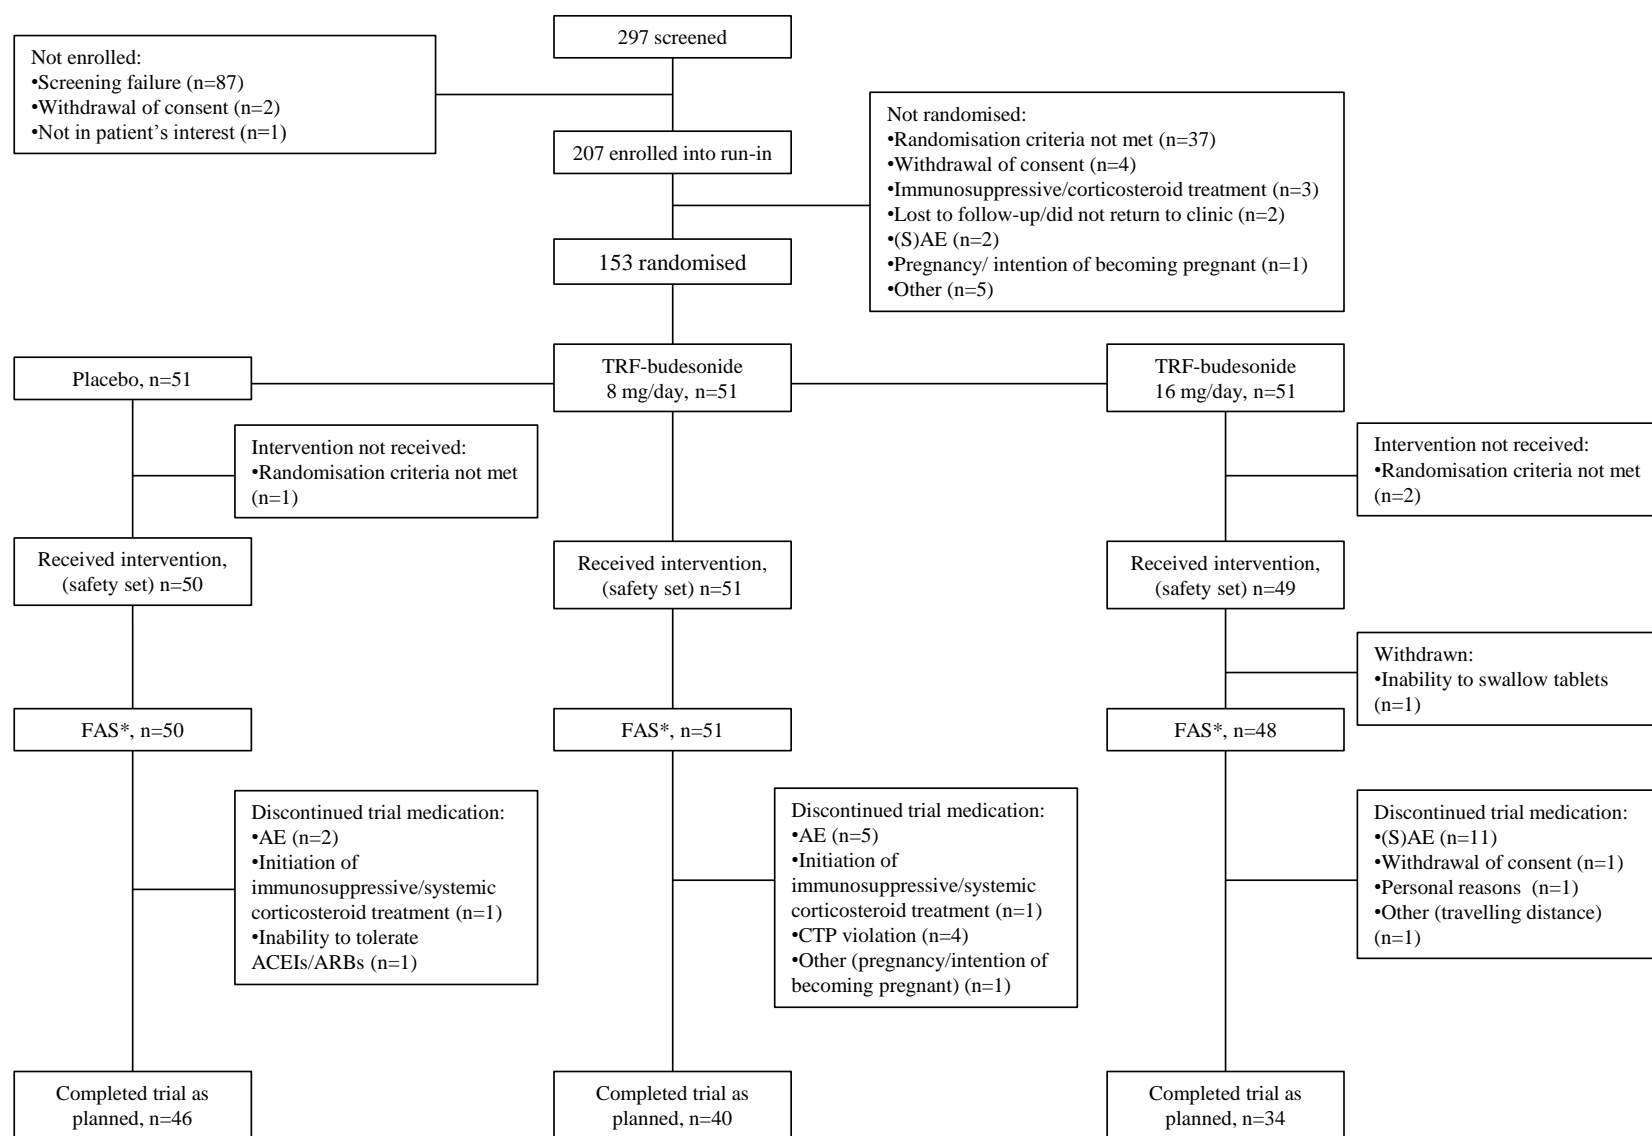 297 screened
Not enrolled:
•Screening failure (n=87)
•Withdrawal of consent (n=2)
•Not in patient’s interest (n=1)
207 enrolled into run-in
Not randomised:
•Randomisation criteria not met (n=37)
•Withdrawal of consent (n=4)
•Immunosuppressive/corticosteroid treatment (n=3)
•Lost to follow-up/did not return to clinic (n=2)
•(S)AE (n=2)
•Pregnancy/ intention of becoming pregnant (n=1)
•Other (n=5)
153 randomised
Placebo, n=51
TRF-budesonide
8 mg/day, n=51
TRF-budesonide
16 mg/day, n=51
Intervention not received:
•Randomisation criteria not met
(n=1)
Intervention not received:
•Randomisation criteria not met
(n=2)
Received intervention,
(safety set) n=50
Received intervention,
(safety set) n=51
Received intervention,
(safety set) n=49
Withdrawn:
•Inability to swallow tablets
(n=1)
FAS*, n=50
FAS*, n=51
FAS*, n=48
Discontinued trial medication:
•AE (n=2)
•Initiation of
immunosuppressive/systemic
corticosteroid treatment (n=1)
•Inability to tolerate
ACEIs/ARBs (n=1)
Discontinued trial medication:
•AE (n=5)
•Initiation of
immunosuppressive/systemic
corticosteroid treatment (n=1)
•CTP violation (n=4)
•Other (pregnancy/intention of
becoming pregnant) (n=1)
Discontinued trial medication:
•(S)AE (n=11)
•Withdrawal of consent (n=1)
•Personal reasons  (n=1)
•Other (travelling distance)
(n=1)
Completed trial as
planned, n=46
Completed trial as
planned, n=40
Completed trial as
planned, n=34